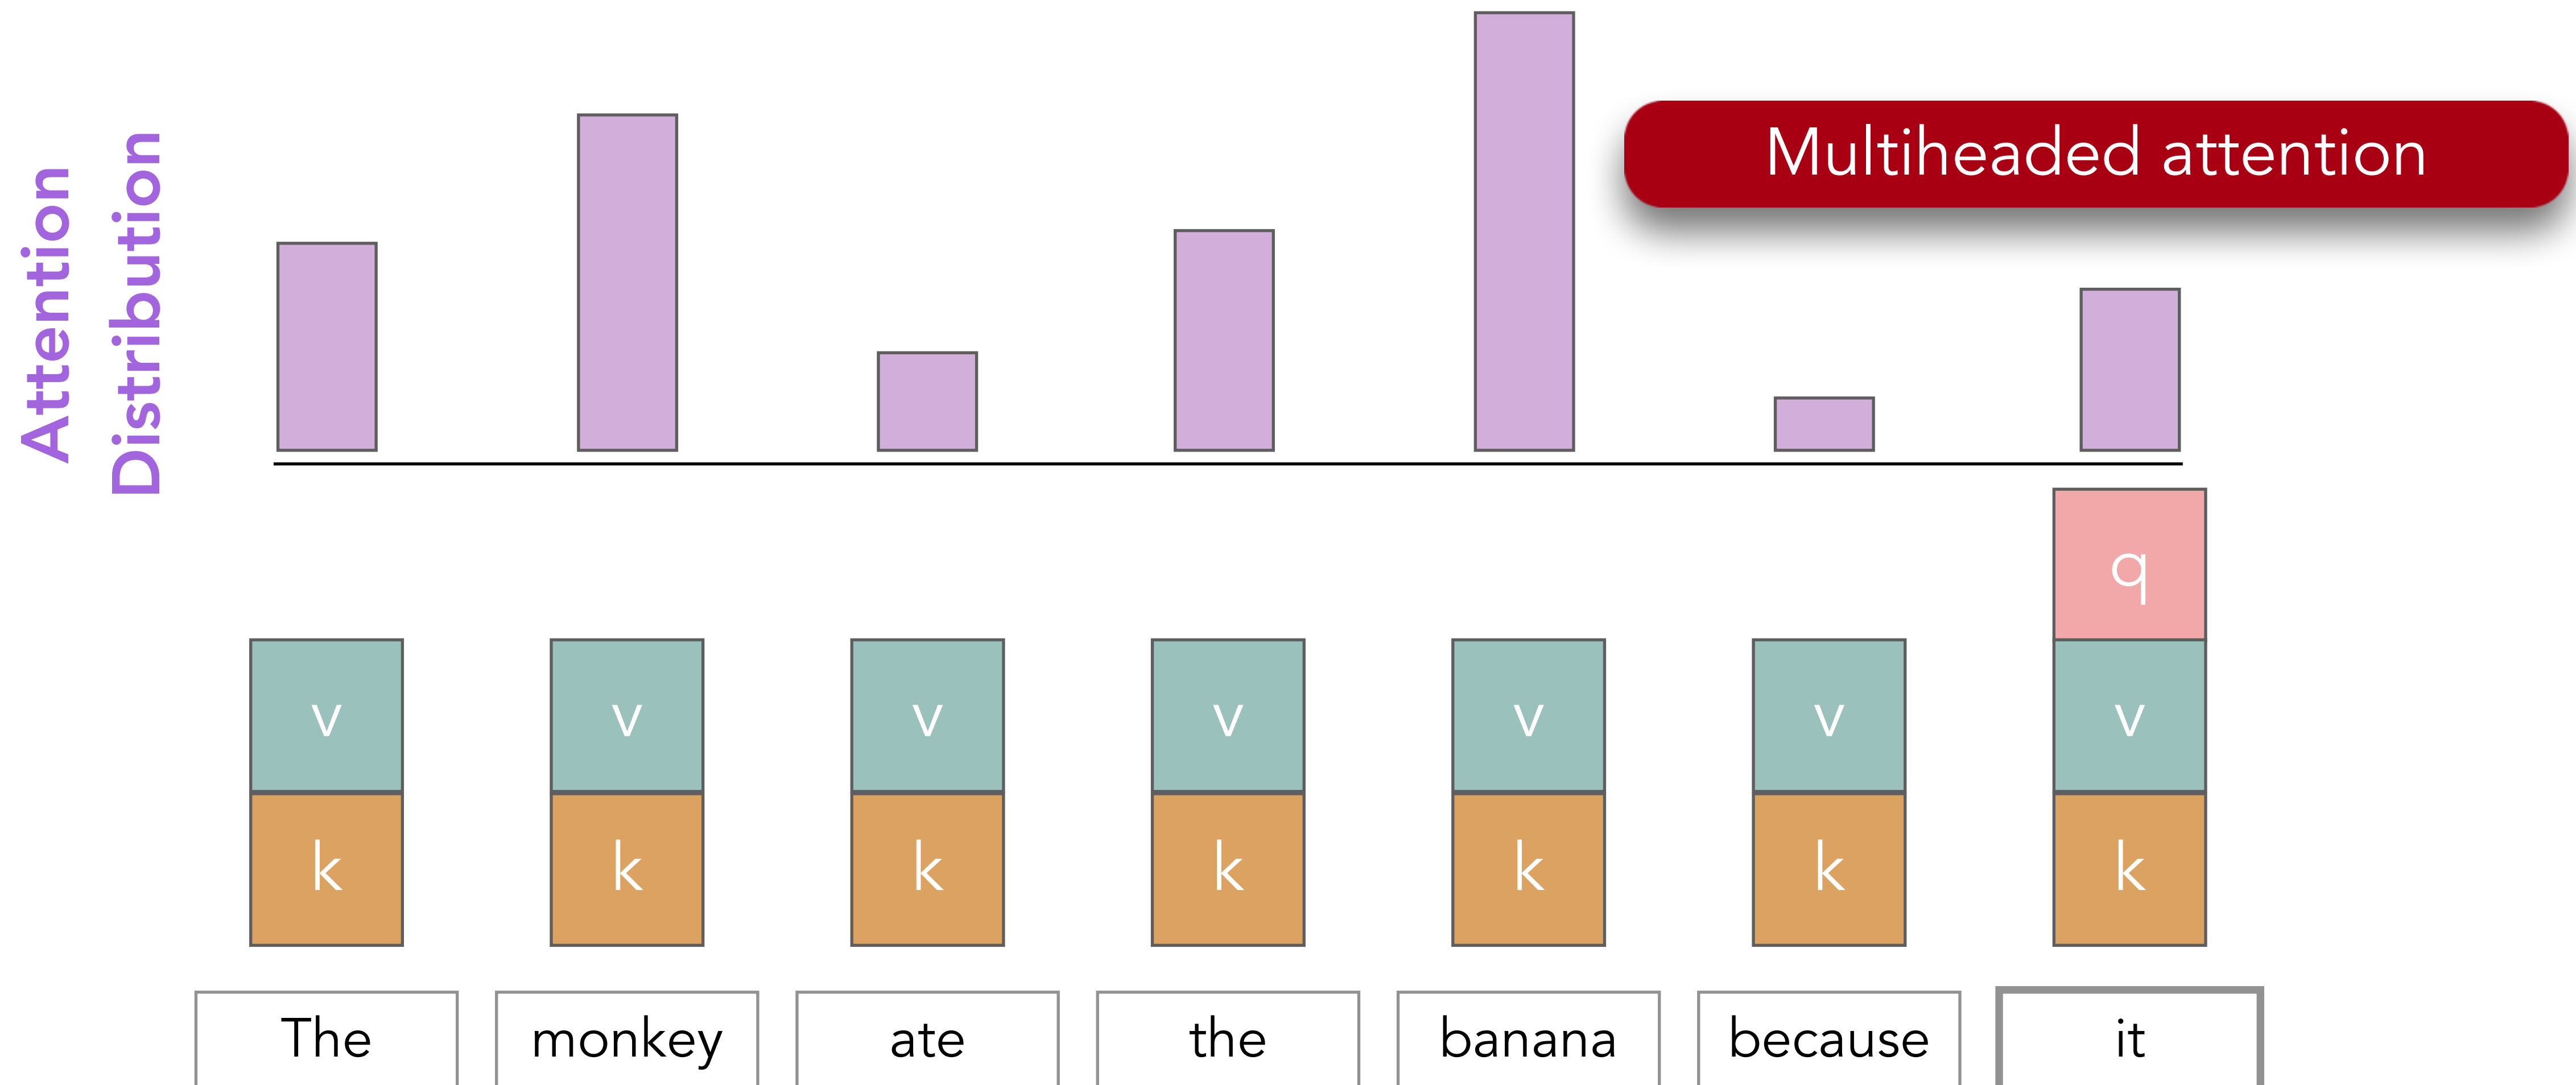 Attention
Distribution
Multiheaded attention
q
v v v v v v v
k k k k k k k
The monkey ate the banana because it